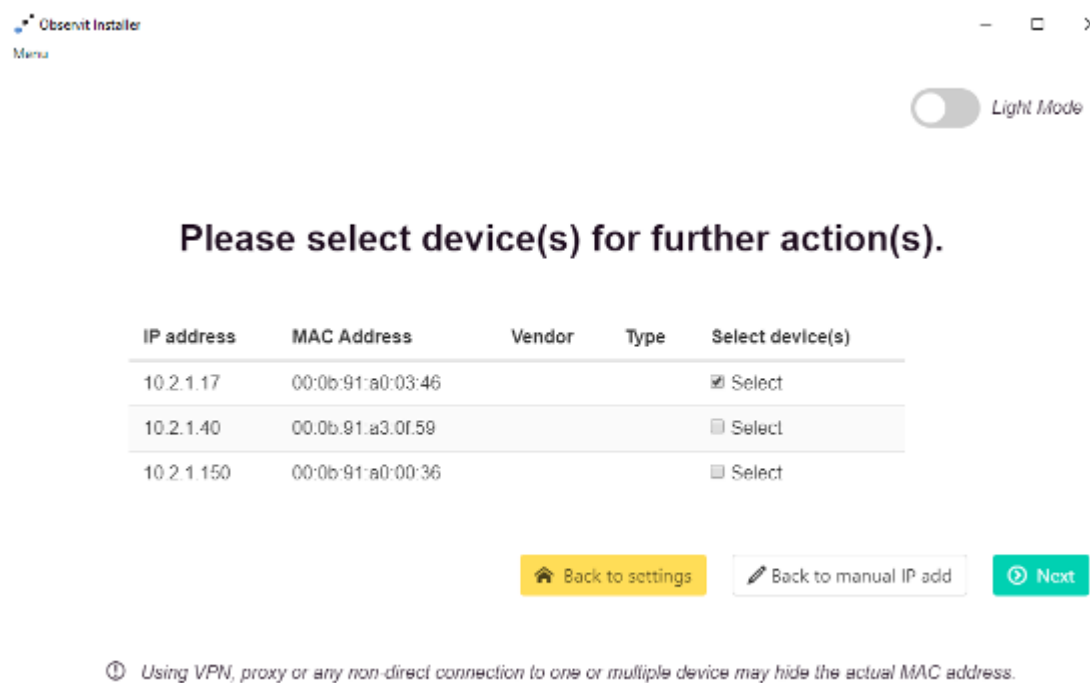 Observit Installer
Menu
Light Mode
Please select device(s) for further action(s).
IP address MAC Address Vendor Type Select device(s)
10.2.1.17 00:0b:91:a0:03:46 Select
10.2.1.40 00:0b:91:a3:0f:59 Select
10.2.1.150 00:0b:91:a0:00:36 Select
Back to settings Back to manual IP add Next
Using VPN, proxy or any non-direct connection to one or multiple device may hide the actual MAC address.